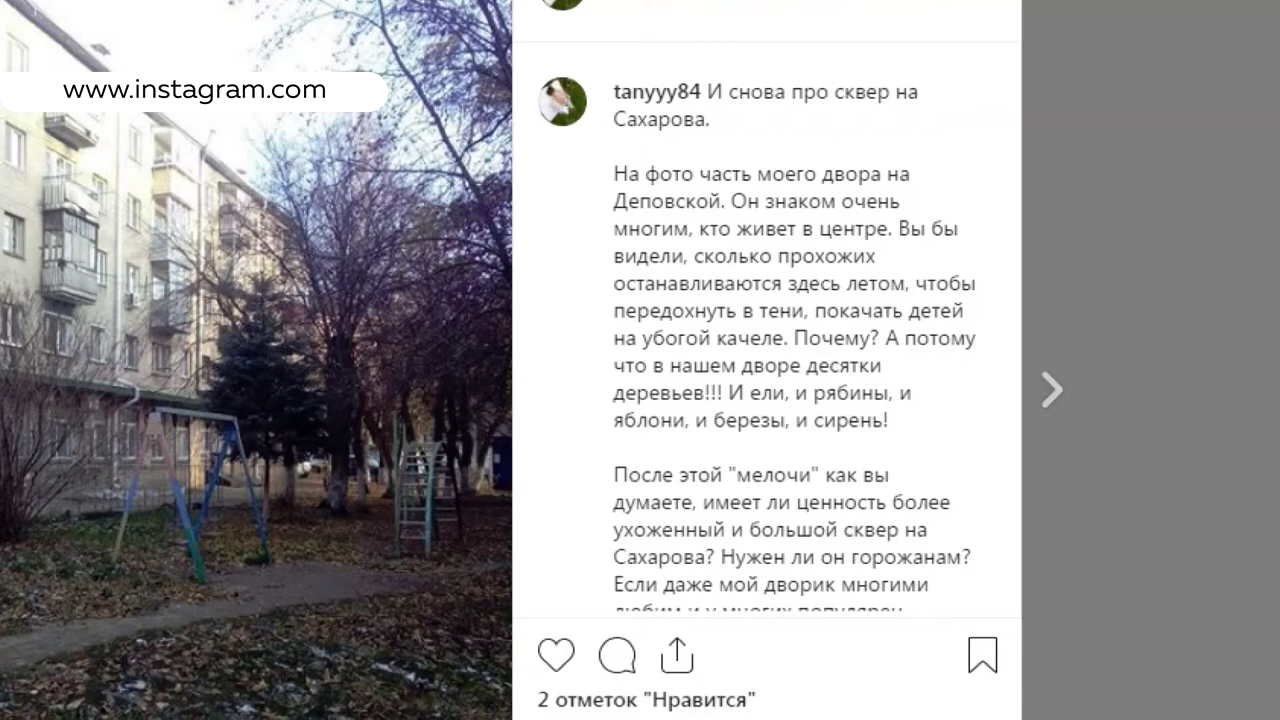 www.instagram.com
tanyyy84 И снова про сквер на
Сахарова.
На фото часть моего двора на
Деповской. Он знаком очень
многим, кто живет в центре. Вы бы
видели, сколько прохожих
останавливаются здесь летом, чтобы
передохнуть в тени, покачать детей
на убогой качеле. Почему? А потому
что в нашем дворе десятки
деревьев!!! И ели, и рябины, и
яблони, и березы, и сирень!
После этой "мелочи" как вы
думаете, имеет ли ценность более
ухоженный и большой сквер на
Сахарова? Нужен ли он горожанам?
Если даже мой дворик многими
любим и у многих популярен
2 отметок "Нравится"